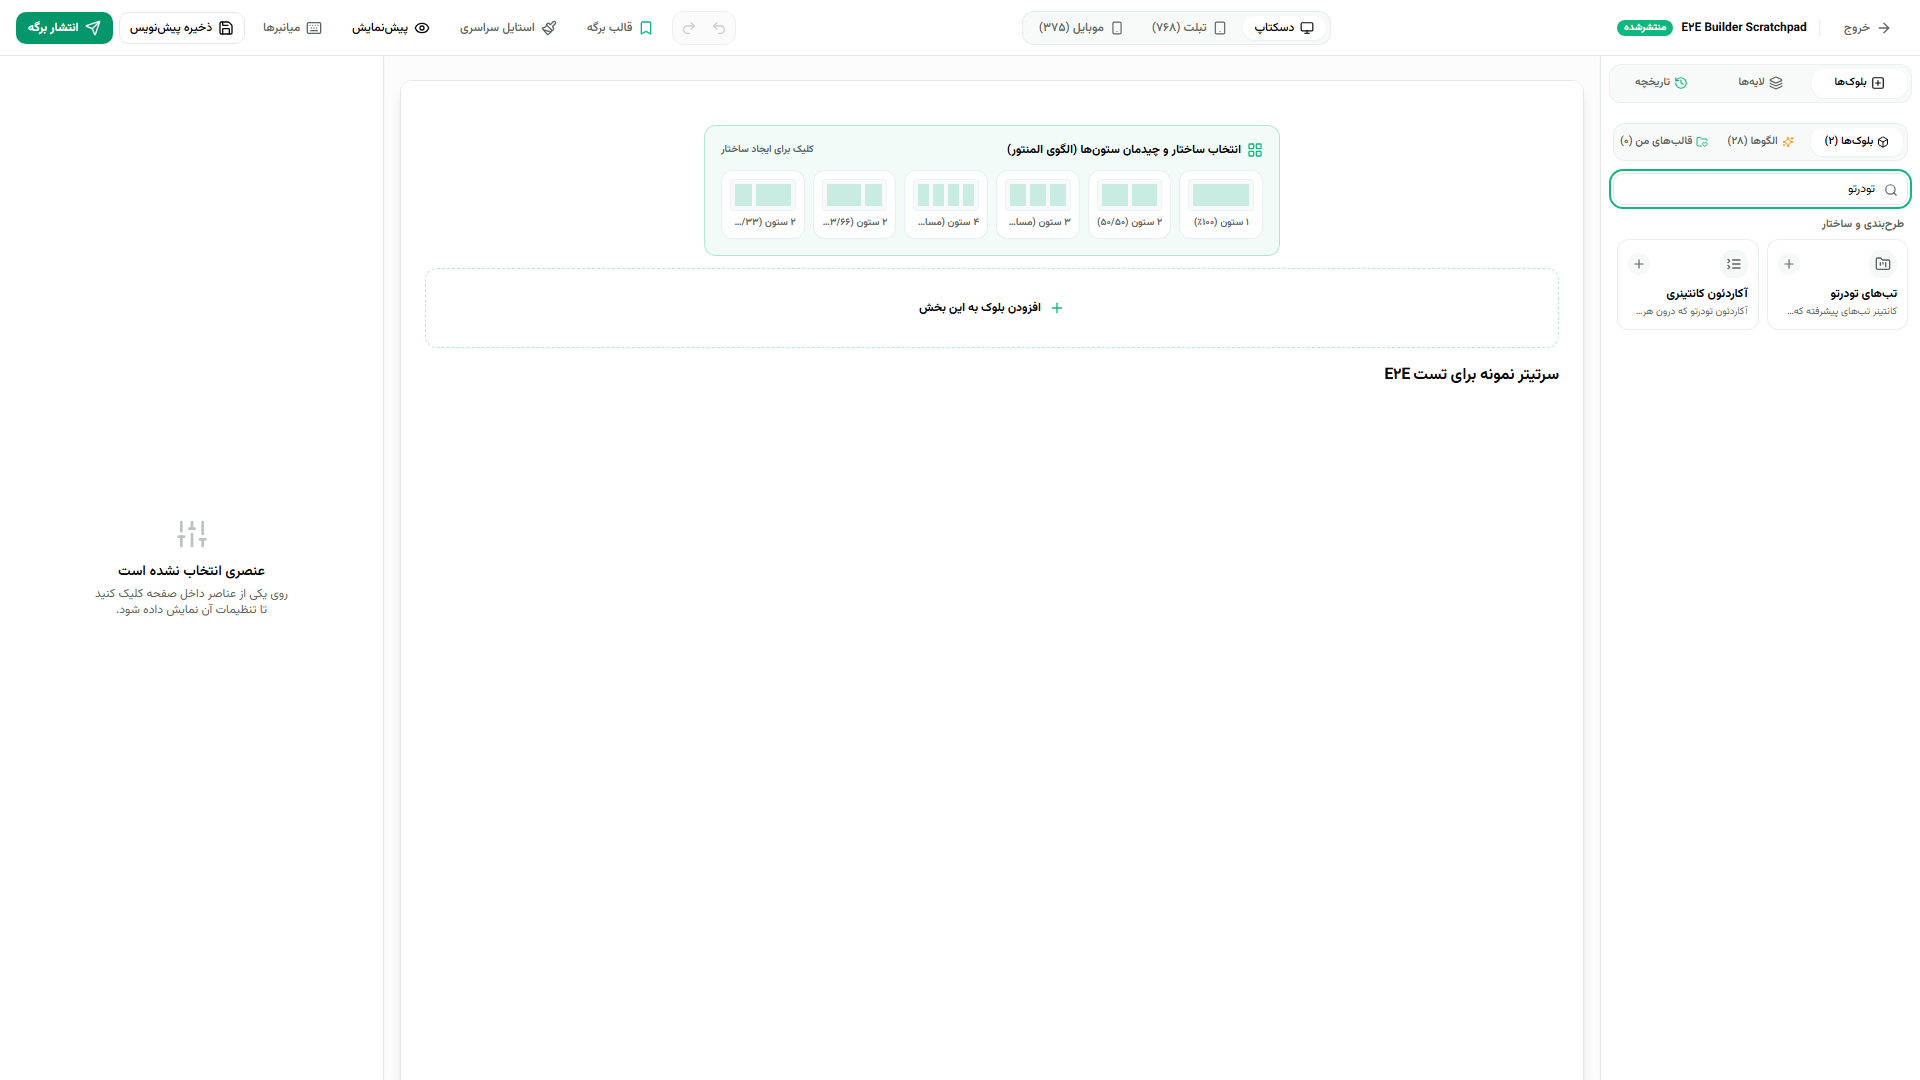 خروج
E۲E Builder Scratchpad
منتشرشده
دسکتاپ
تبلت (۷۶۸)
موبایل (۳۷۵)
قالب برگه
استایل سراسری
پیش‌نمایش
میانبرها
ذخیره پیش‌نویس
انتشار برگه
بلوک‌ها
لایه‌ها
تاریخچه
بلوک‌ها (۲)
الگوها (۲۸)
قالب‌های من (۰)
تودرتو
طرح‌بندی و ساختار
تب‌های تودرتو
کانتینر تب‌های پیشرفته که...
آکاردئون کانتینری
آکاردئون تودرتو که درون هر...
انتخاب ساختار و چیدمان ستون‌ها (الگوی المنتور)
کلیک برای ایجاد ساختار
۱ ستون (۱۰۰٪)
۲ ستون (۵۰/۵۰)
۳ ستون (مسا...
۴ ستون (مسا...
۲ ستون (۳/۶۶...
۲ ستون (۳۳/...
افزودن بلوک به این بخش
سرتیتر نمونه برای تست E۲E
عنصری انتخاب نشده است
روی یکی از عناصر داخل صفحه کلیک کنید
تا تنظیمات آن نمایش داده شود.